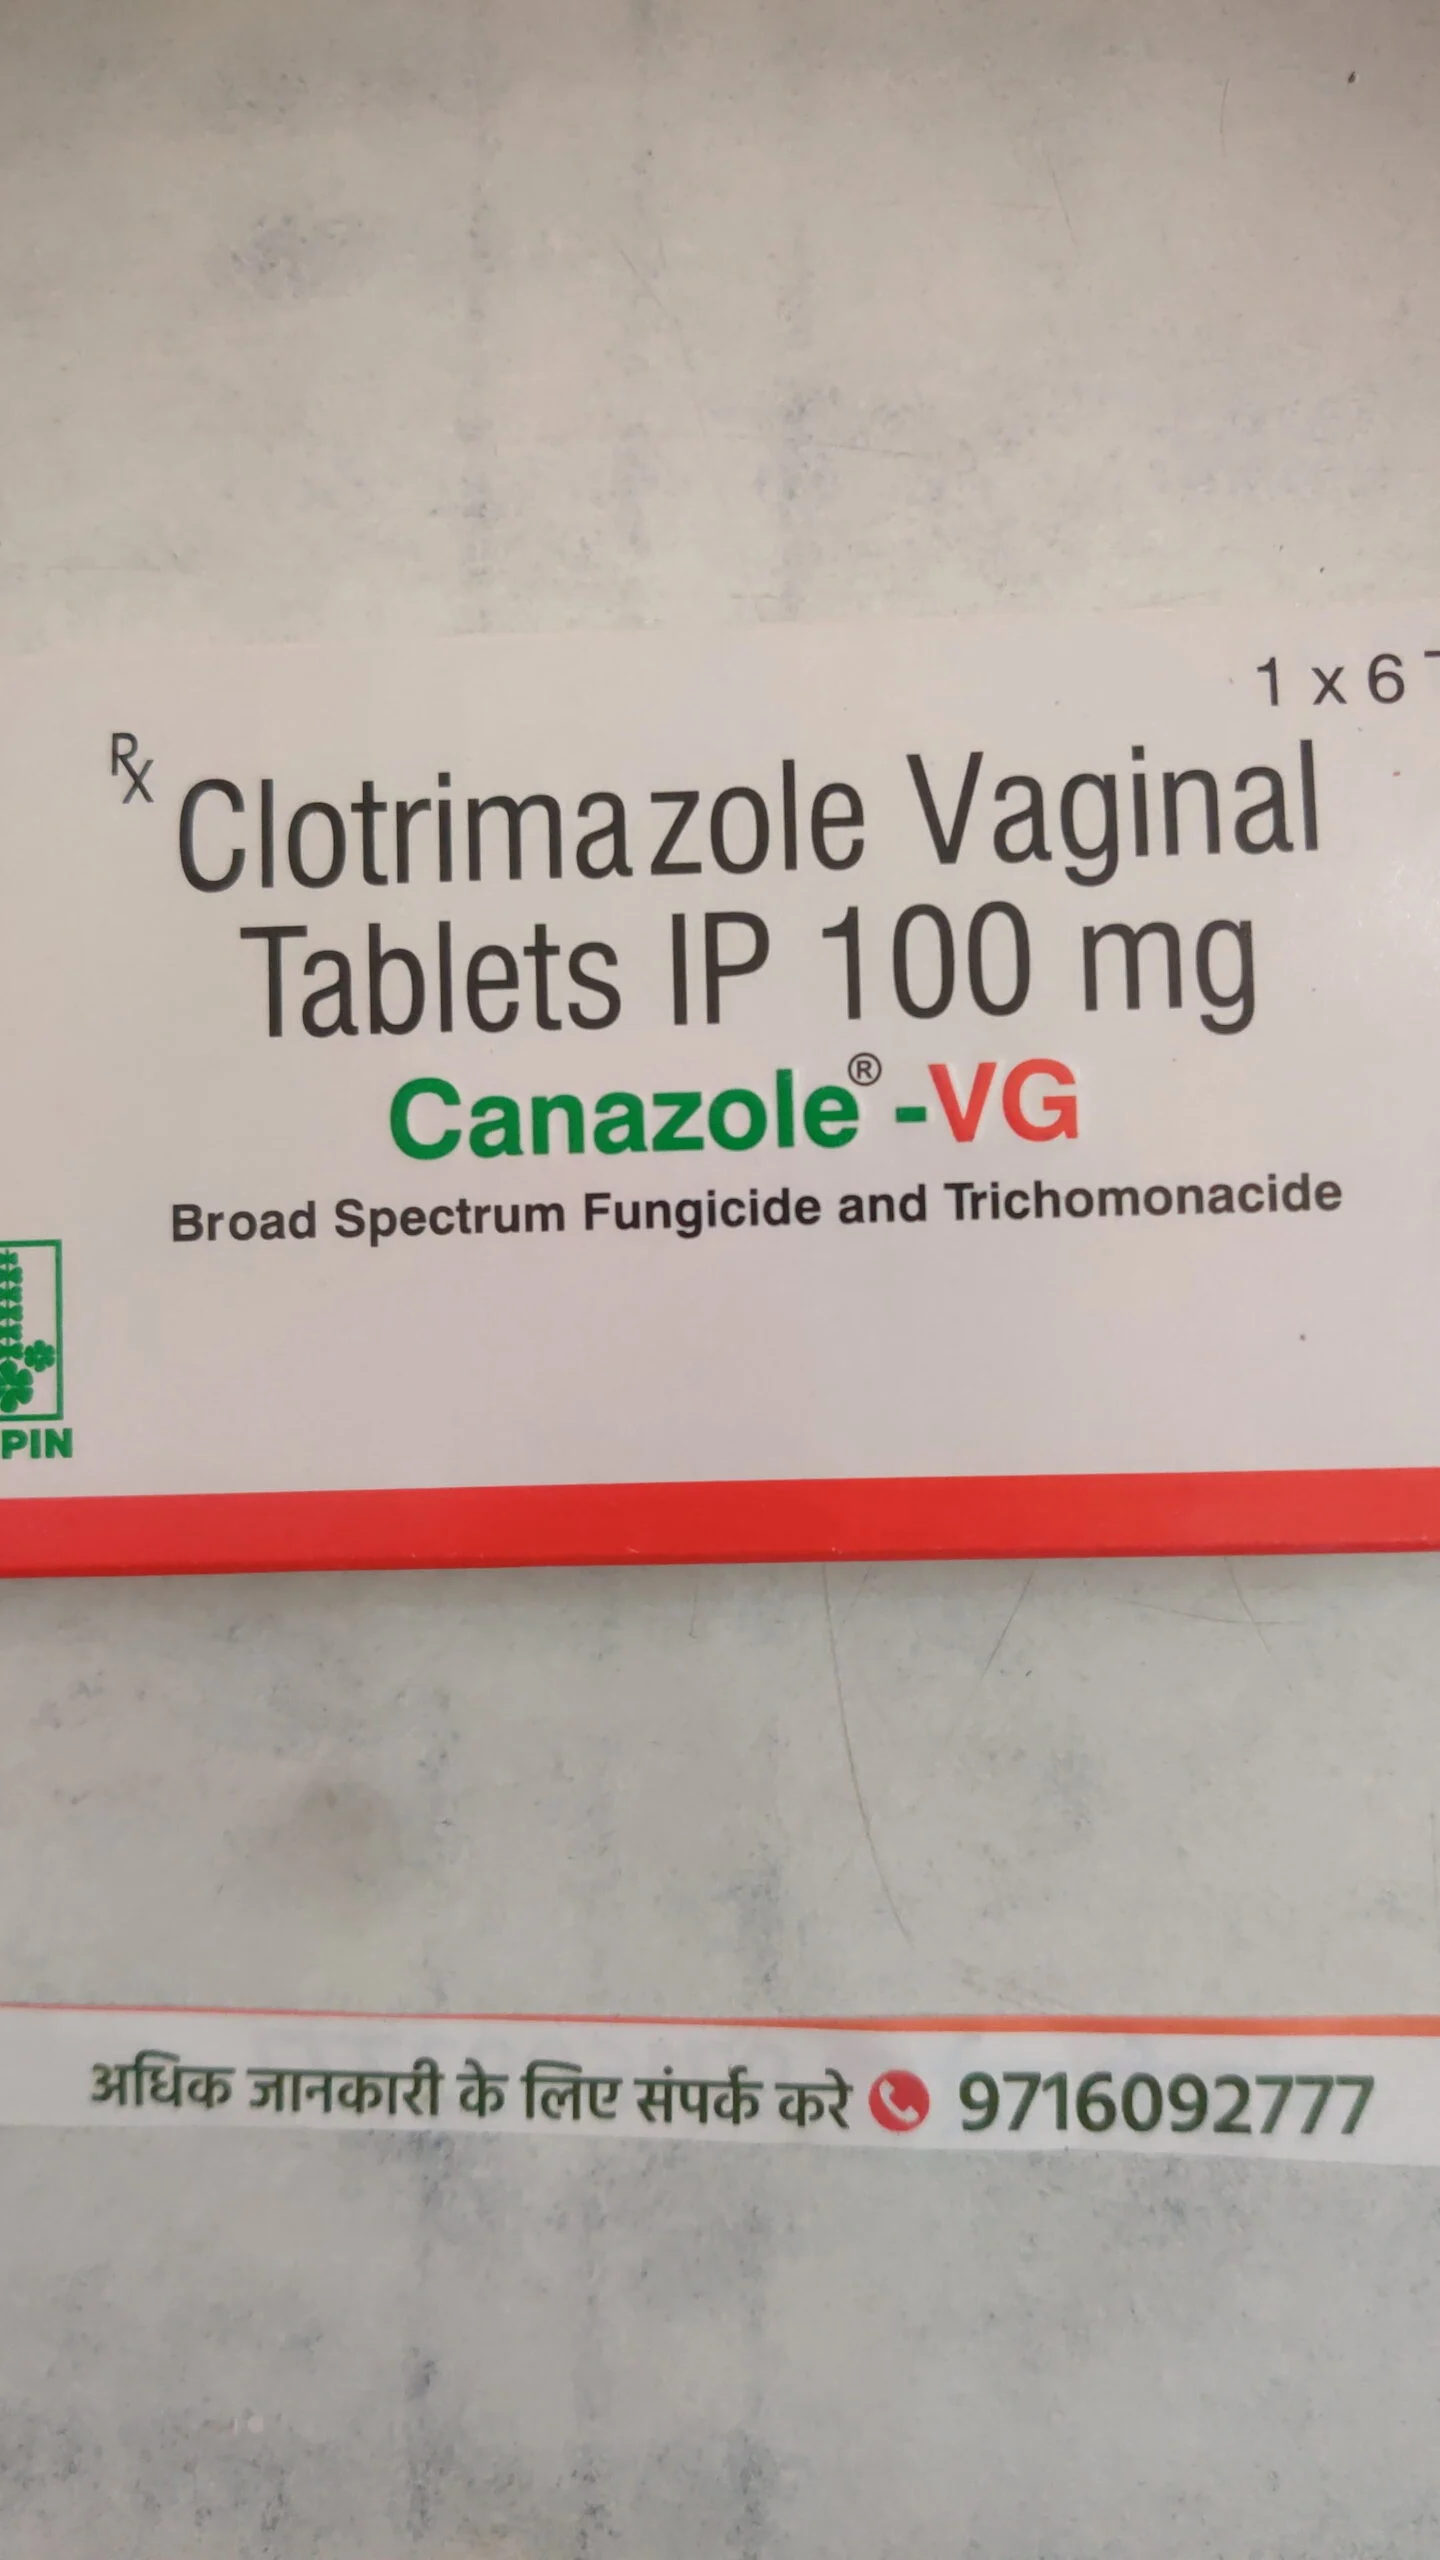 1 x 6
Rx Clotrimazole Vaginal
Tablets IP 100 mg
Canazole®-VG
Broad Spectrum Fungicide and Trichomonacide
PIN
अधिक जानकारी के लिए संपर्क करे 9716092777